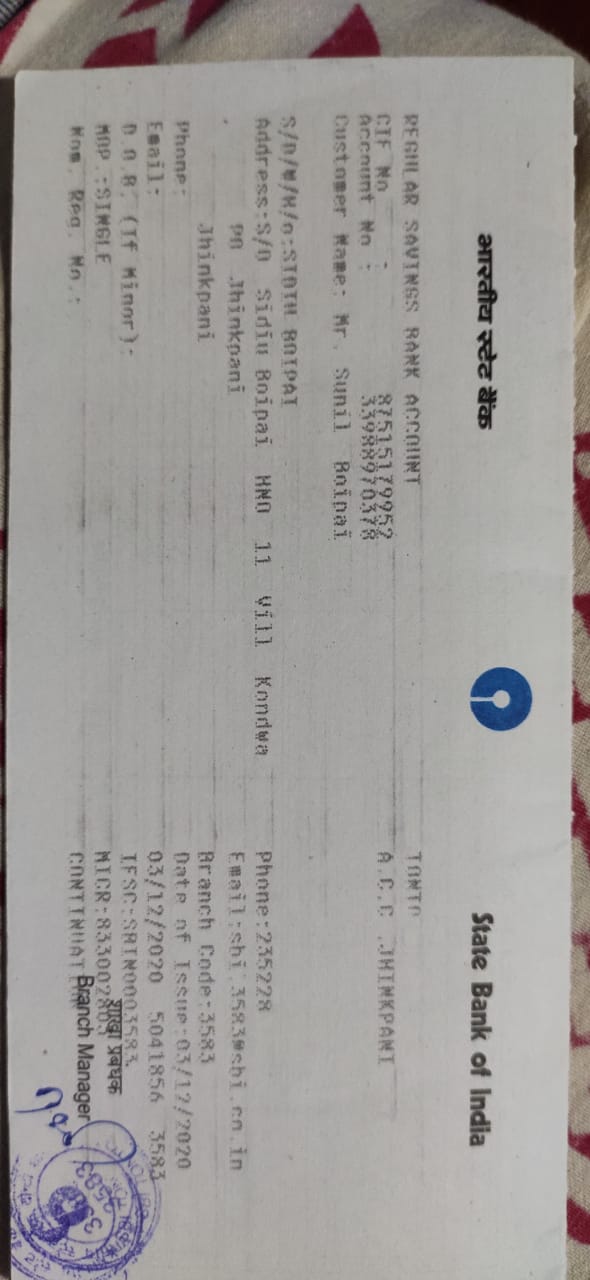 भारतीय स्टेट बैंक
State Bank of India
REGULAR SAVINGS BANK ACCOUNT
TONTO
CIF No :
87515179952
A.C.C .JHINKPANI
Account No :
33988970378
Customer Name: Mr. Sunil Boipai
S/D/W/H/o:SIDIU BOIPAI
Address:S/O Sidiu Boipai HNO 11 Vill Kondwa
Phone:235228
PO Jhinkpani
Email:sbi.3583@sbi.co.in
Jhinkpani
Branch Code:3583
Phone:
Date of Issue:03/12/2020
Email:
03/12/2020 5041856 3583
D.O.B. (If Minor):
IFSC:SBIN0003583
MOP.:SINGLE
MICR:833002803
शाखा प्रबंधक
Nom. Reg. No.:
Branch Manager
3583